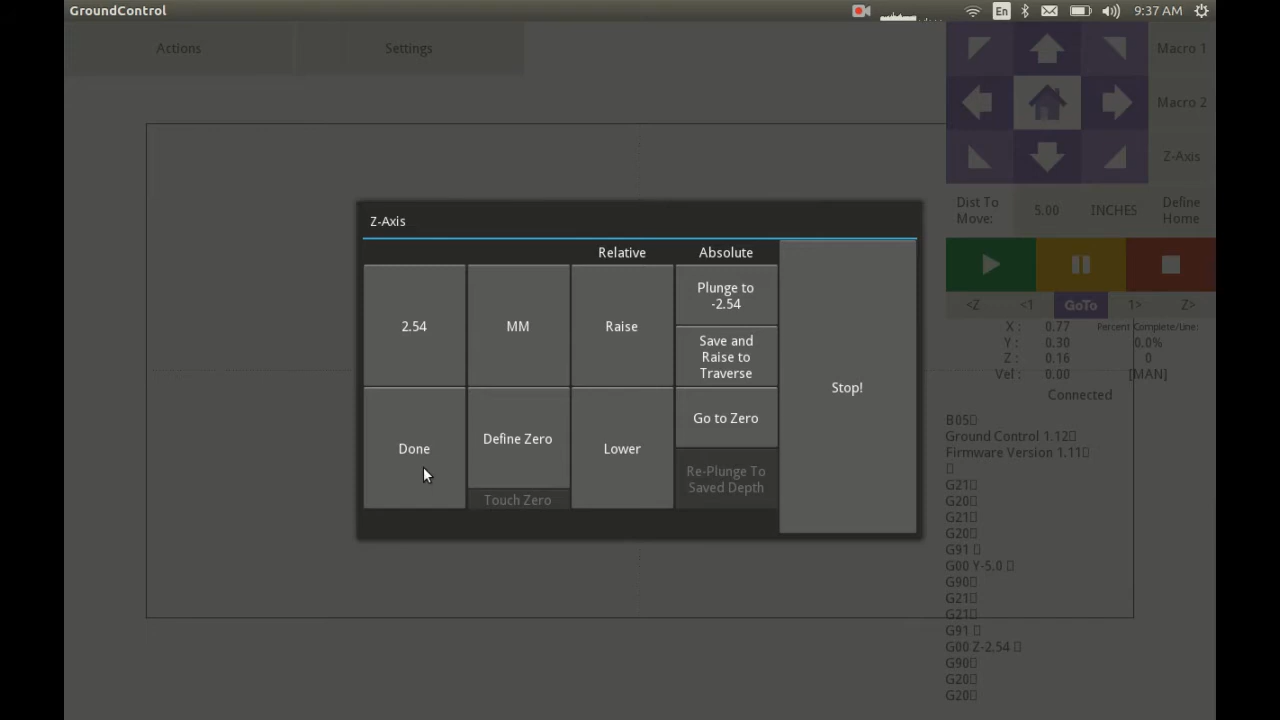 GroundControl
En
9:37 AM
Actions
Settings
Macro 1
Macro 2
Z-Axis
Dist To
Move:
5.00
INCHES
Define
Home
<Z
<1
GoTo
1>
Z>
X :
0.77
Percent Complete/Line:
Y :
0.30
0.0%
Z :
0.16
0
Vel :
0.00
[MAN]
Connected
B05
Ground Control 1.12
Firmware Version 1.11
G21
G20
G21
G20
G91
G00 Y-5.0
G90
G21
G21
G91
G00 Z-2.54
G90
G20
G20
Z-Axis
Relative
Absolute
2.54
MM
Raise
Plunge to
-2.54
Save and
Raise to
Traverse
Stop!
Done
Define Zero
Touch Zero
Lower
Go to Zero
Re-Plunge To
Saved Depth